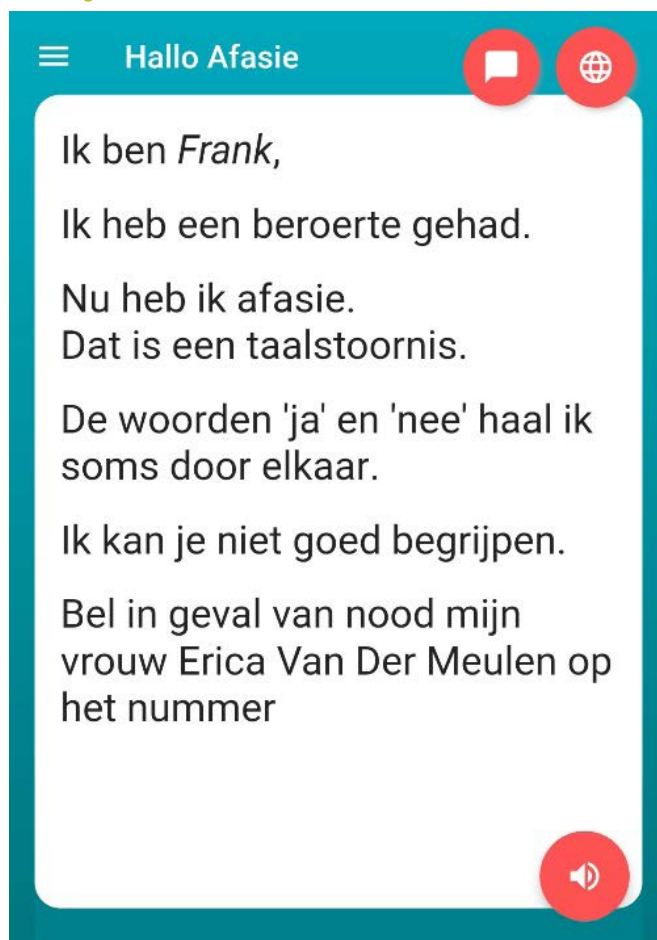 Hallo Afasie
Ik ben Frank,
Ik heb een beroerte gehad.
Nu heb ik afasie.
Dat is een taalstoornis.
De woorden 'ja' en 'nee' haal ik
soms door elkaar.
Ik kan je niet goed begrijpen.
Bel in geval van nood mijn
vrouw Erica Van Der Meulen op
het nummer